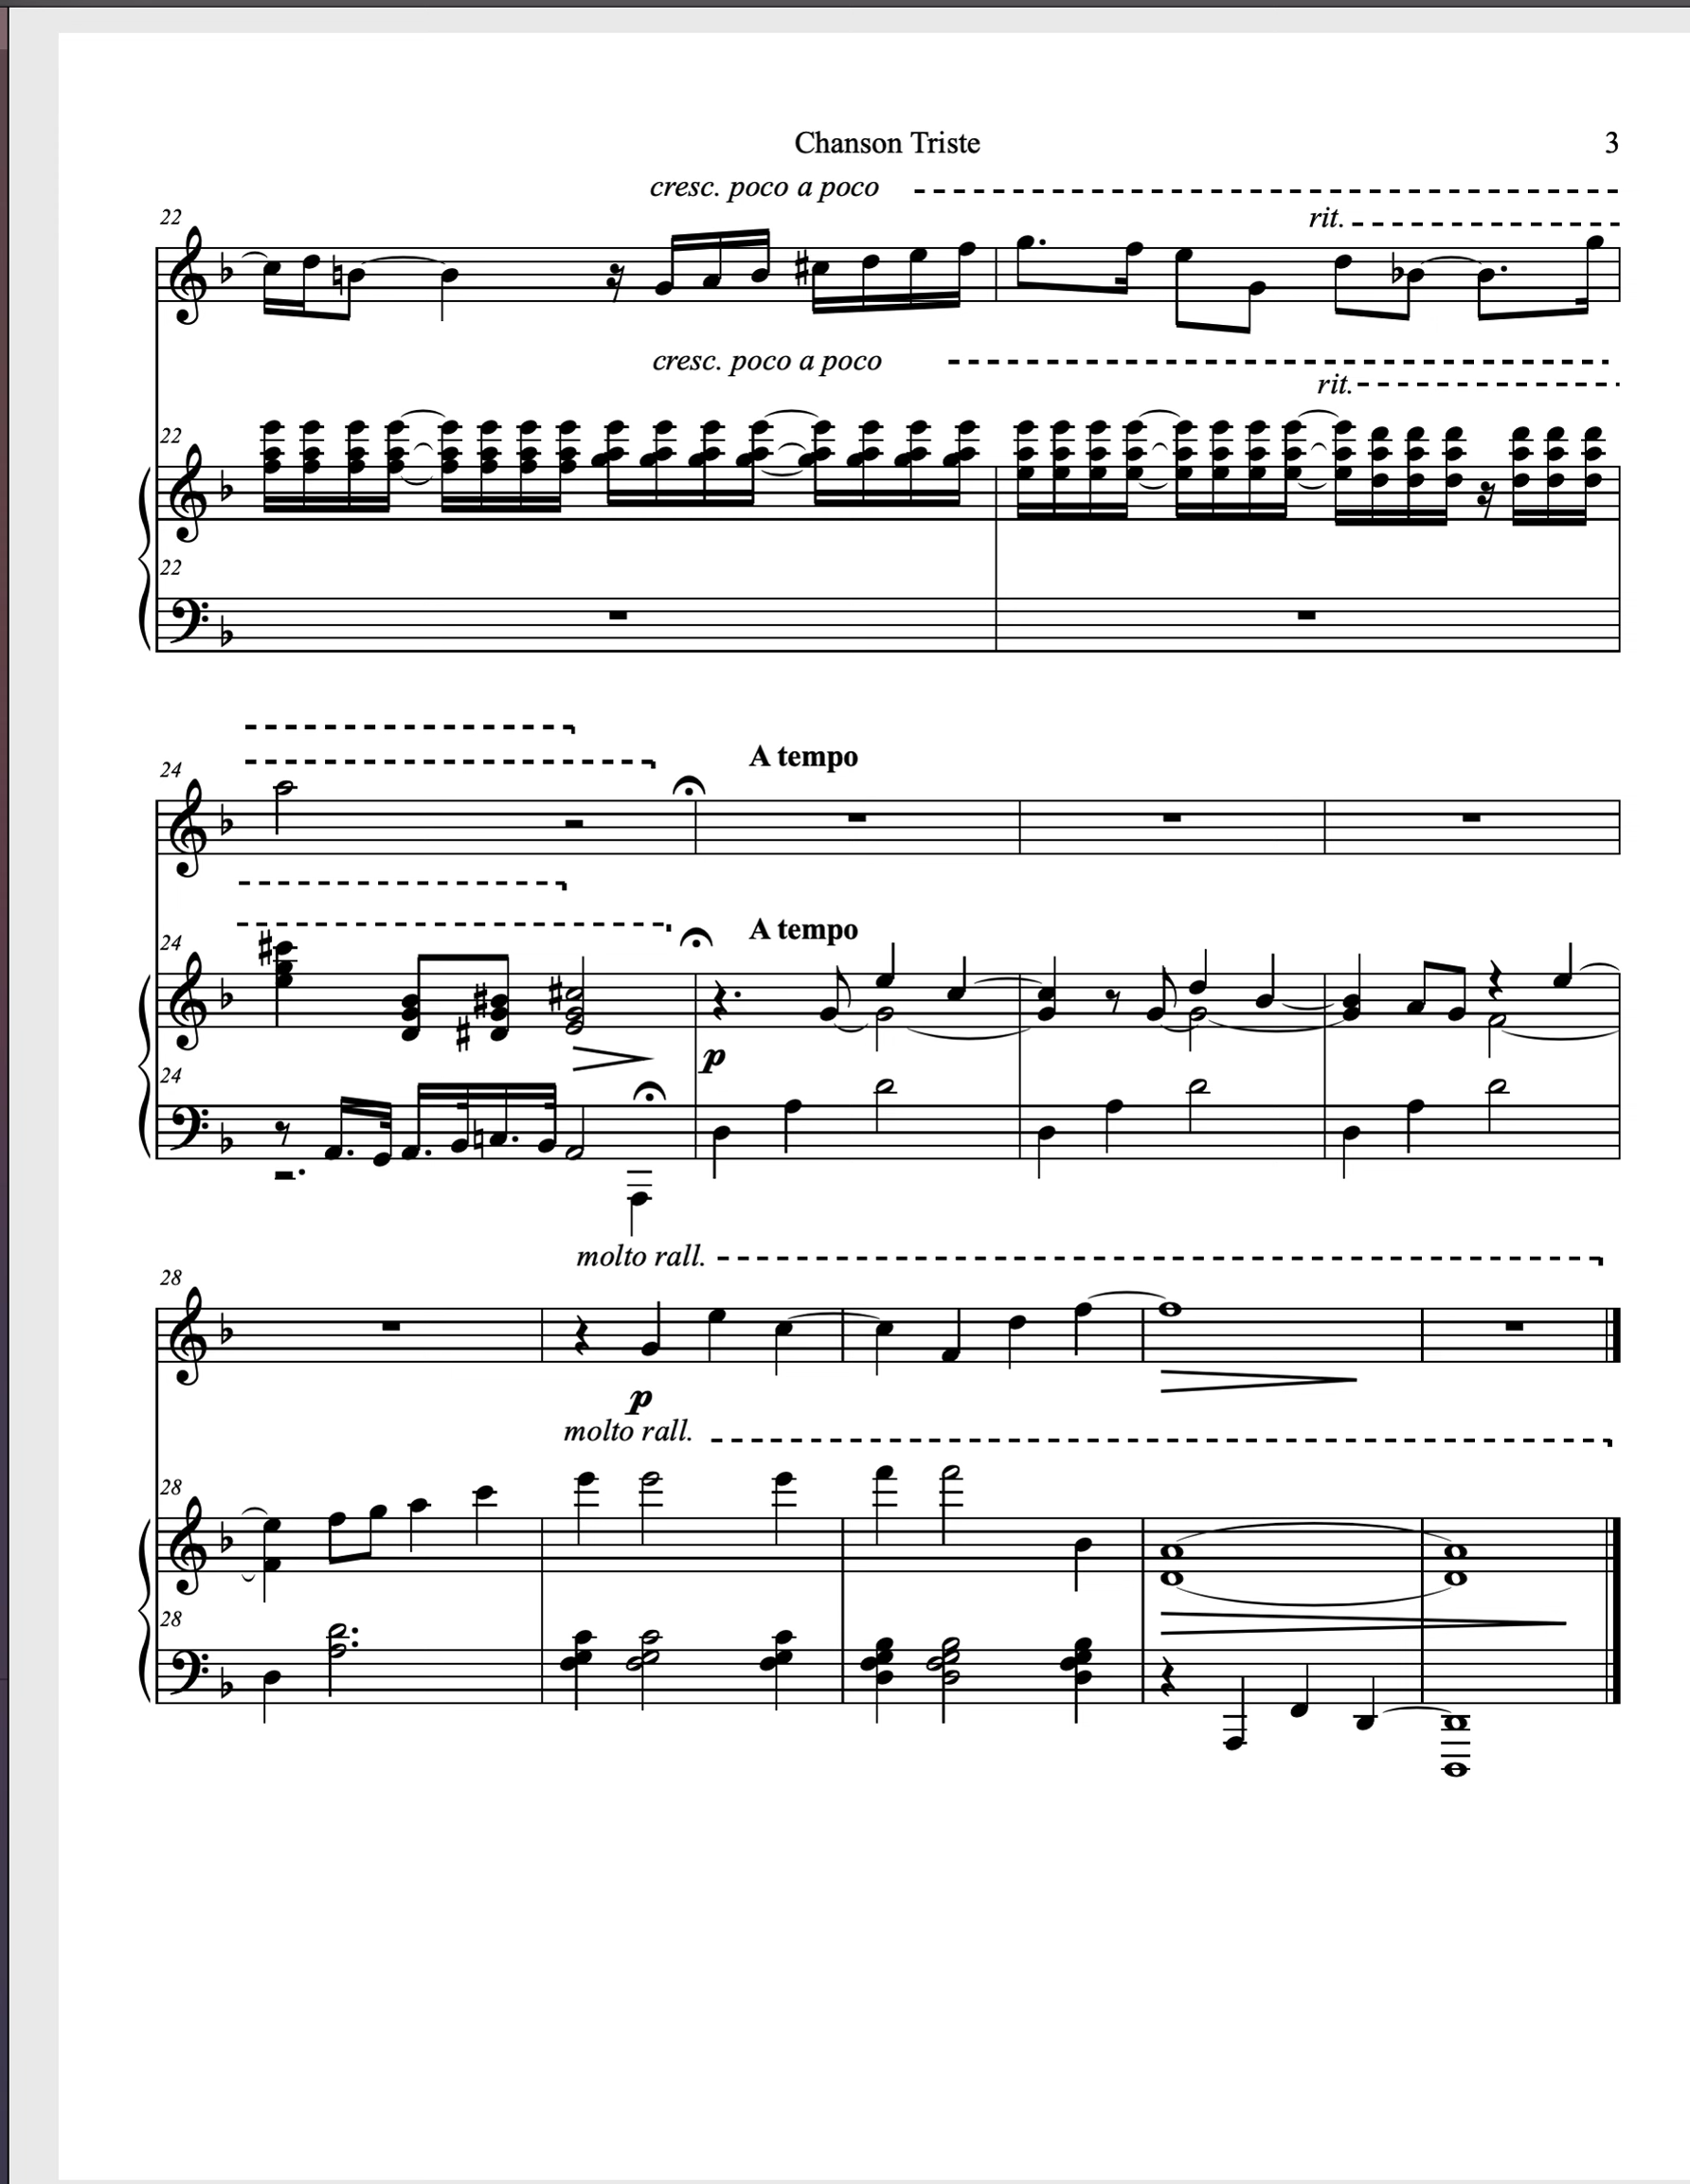 Chanson Triste 3
cresc. poco a poco
22 rit.
cresc. poco a poco
rit.
22
22
A tempo
24
A tempo
24
p
24
molto rall.
28
p
molto rall.
28
28